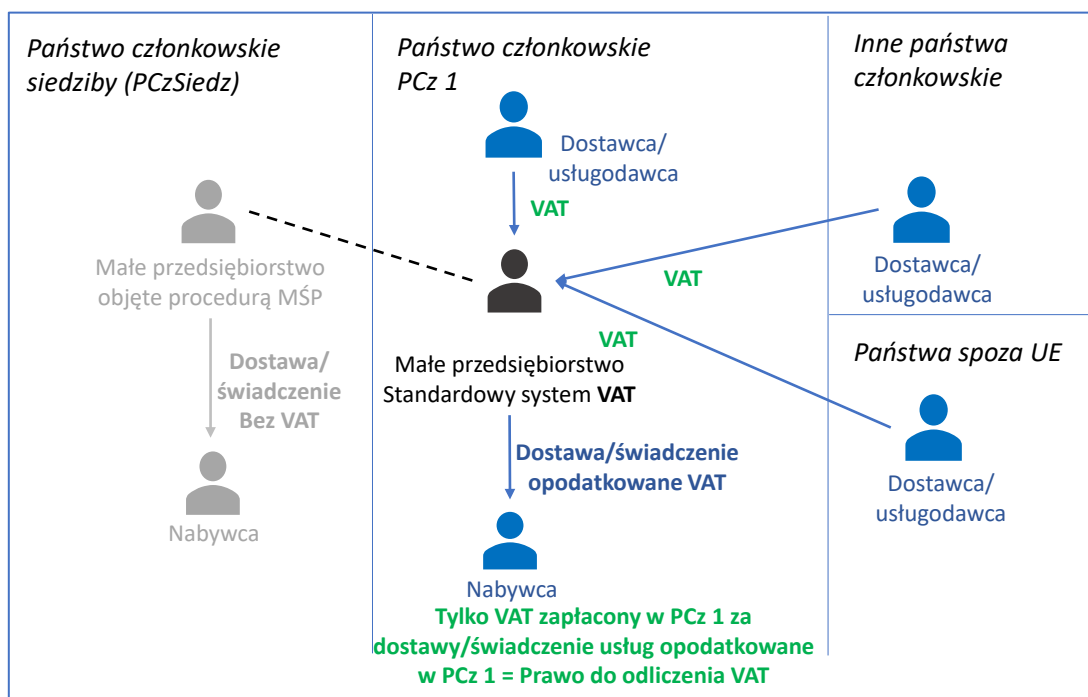 Państwo członkowskie
siedziby (PCzSiedz)
Małe przedsiębiorstwo
objęte procedurą MŚP
Dostawa/
świadczenie
Bez VAT
Nabywca
Państwo członkowskie
PCz 1
Dostawca/
usługodawca
VAT
VAT
VAT
Małe przedsiębiorstwo
Standardowy system VAT
Dostawa/świadczenie
opodatkowane VAT
Nabywca
Tylko VAT zapłacony w PCz 1 za
dostawy/świadczenie usług opodatkowane
w PCz 1 = Prawo do odliczenia VAT
Inne państwa
członkowskie
Dostawca/
usługodawca
Państwa spoza UE
Dostawca/
usługodawca